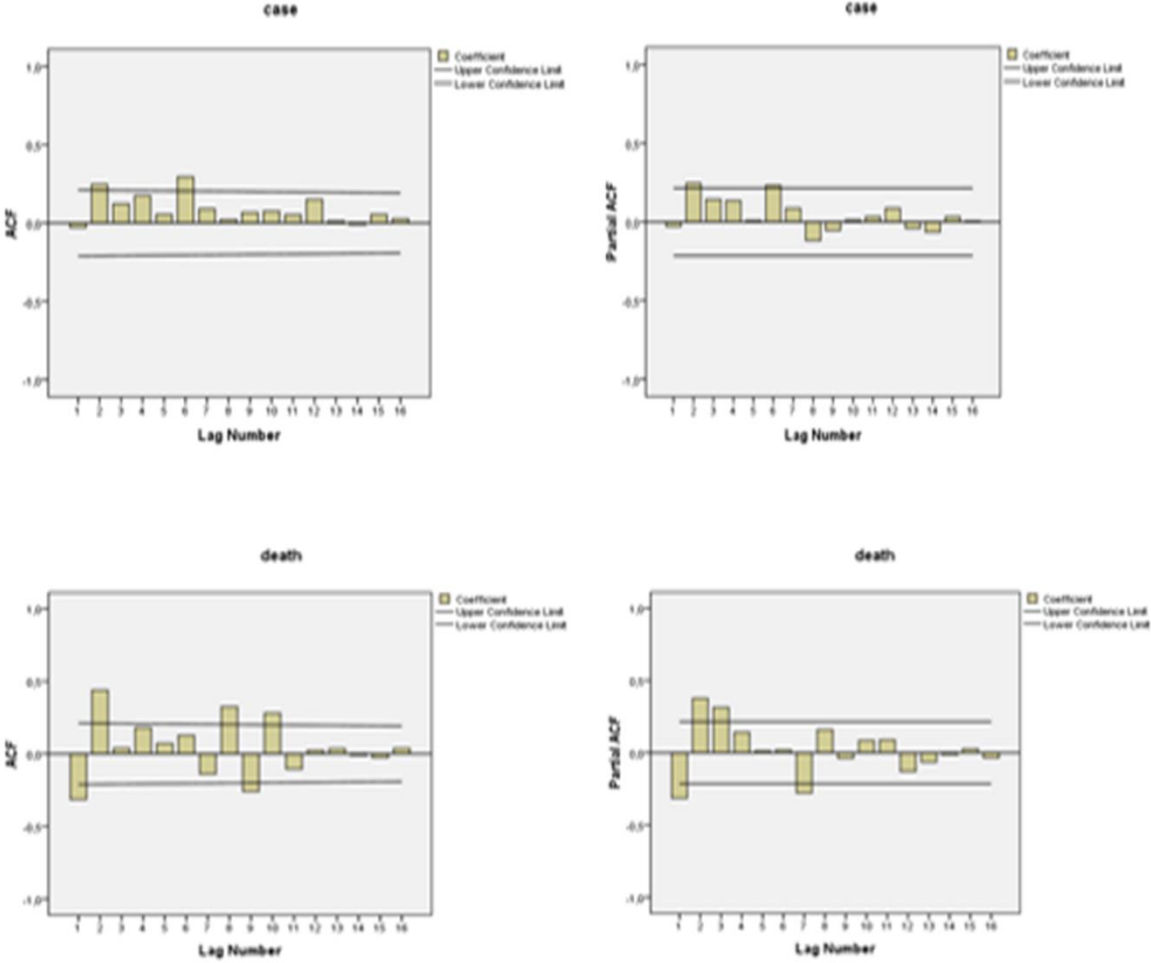 case
Coefficient
Upper Confidence Limit
Lower Confidence Limit
1,0
0,5
0,0
-0,5
-1,0
ACF
1 2 3 4 5 6 7 8 9 10 11 12 13 14 15 16
Lag Number
case
Coefficient
Upper Confidence Limit
Lower Confidence Limit
1,0
0,5
0,0
-0,5
-1,0
Partial ACF
1 2 3 4 5 6 7 8 9 10 11 12 13 14 15 16
Lag Number
death
Coefficient
Upper Confidence Limit
Lower Confidence Limit
1,0
0,5
0,0
-0,5
-1,0
ACF
1 2 3 4 5 6 7 8 9 10 11 12 13 14 15 16
Lag Number
death
Coefficient
Upper Confidence Limit
Lower Confidence Limit
1,0
0,5
0,0
-0,5
-1,0
Partial ACF
1 2 3 4 5 6 7 8 9 10 11 12 13 14 15 16
Lag Number